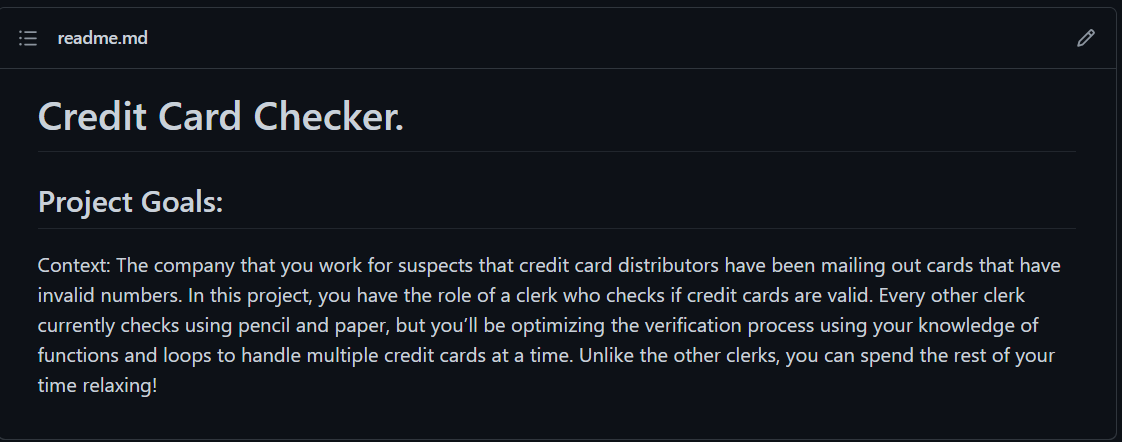 readme.md
Credit Card Checker.
Project Goals:
Context: The company that you work for suspects that credit card distributors have been mailing out cards that have
invalid numbers. In this project, you have the role of a clerk who checks if credit cards are valid. Every other clerk
currently checks using pencil and paper, but you’ll be optimizing the verification process using your knowledge of
functions and loops to handle multiple credit cards at a time. Unlike the other clerks, you can spend the rest of your
time relaxing!